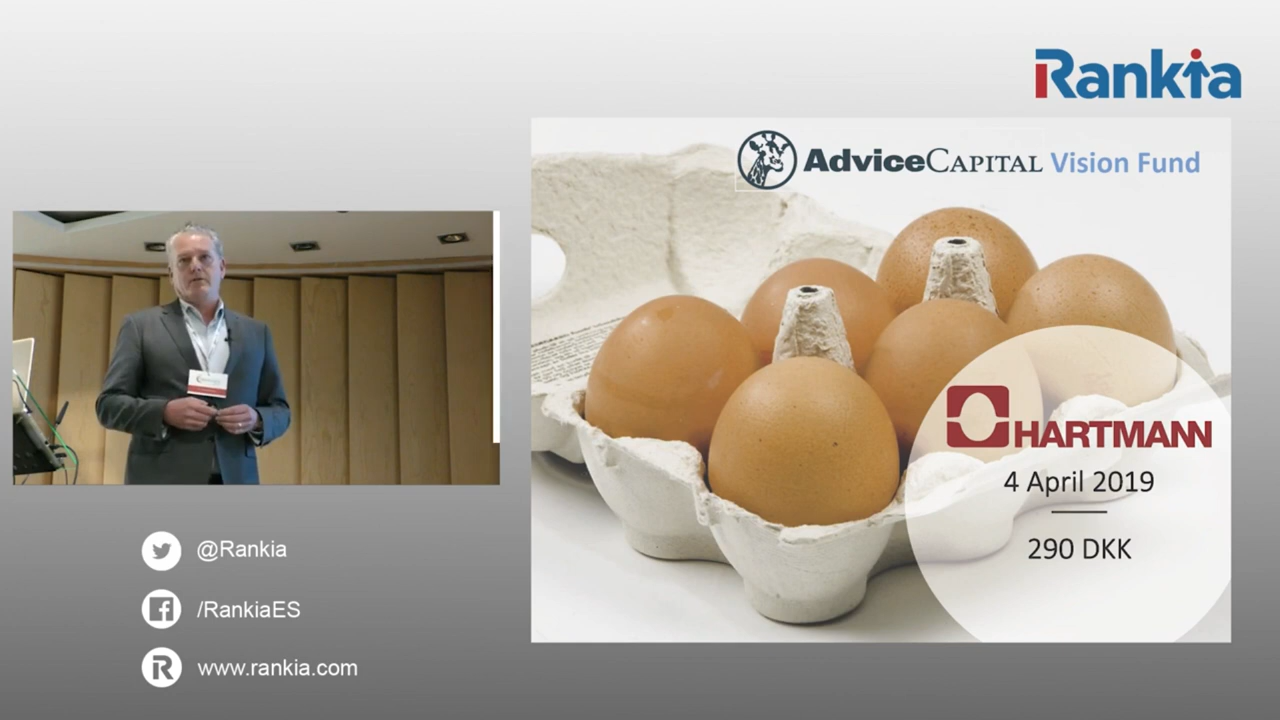 Rankia
AdviceCAPITAL Vision Fund
HARTMANN
4 April 2019
290 DKK
@Rankia
/RankiaES
www.rankia.com